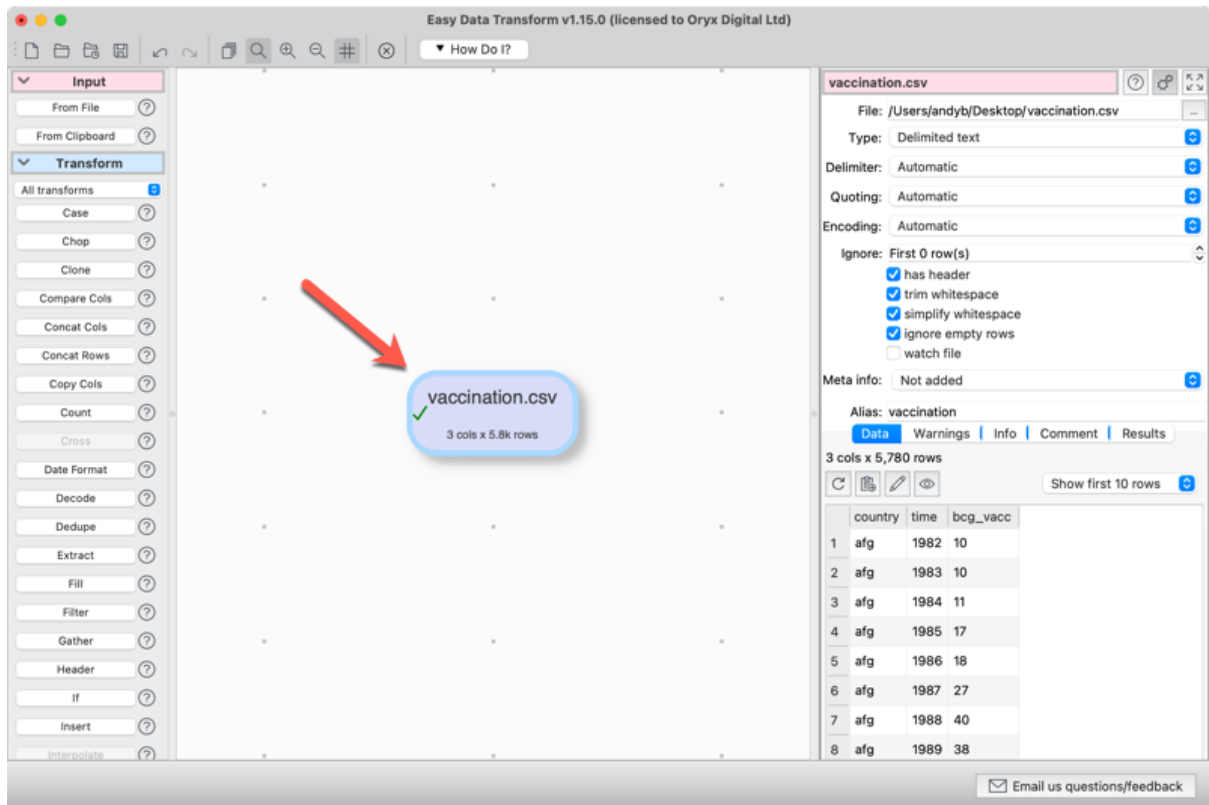 Easy Data Transform v1.15.0 (licensed to Oryx Digital Ltd)
▼ How Do I?
Input
From File ?
From Clipboard ?
Transform
All transforms
Case ?
Chop ?
Clone ?
Compare Cols ?
Concat Cols ?
Concat Rows ?
Copy Cols ?
Count ?
Cross ?
Date Format ?
Decode ?
Dedupe ?
Extract ?
Fill ?
Filter ?
Gather ?
Header ?
If ?
Insert ?
Interpolate ?
vaccination.csv
3 cols x 5.8k rows
vaccination.csv ?
File: /Users/andyb/Desktop/vaccination.csv ...
Type: Delimited text
Delimiter: Automatic
Quoting: Automatic
Encoding: Automatic
Ignore: First 0 row(s)
has header
trim whitespace
simplify whitespace
ignore empty rows
watch file
Meta info: Not added
Alias: vaccination
Data Warnings Info Comment Results
3 cols x 5,780 rows
Show first 10 rows
country time bcg_vacc
1 afg 1982 10
2 afg 1983 10
3 afg 1984 11
4 afg 1985 17
5 afg 1986 18
6 afg 1987 27
7 afg 1988 40
8 afg 1989 38
Email us questions/feedback